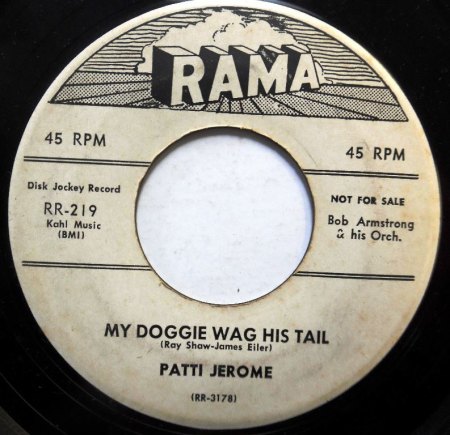 RAMA
45 RPM
45 RPM
Disk Jockey Record
RR-219
Kahl Music
(BMI)
NOT FOR SALE
Bob Armstrong
& his Orch.
MY DOGGIE WAG HIS TAIL
(Ray Shaw-James Eiler)
PATTI JEROME
(RR-3178)